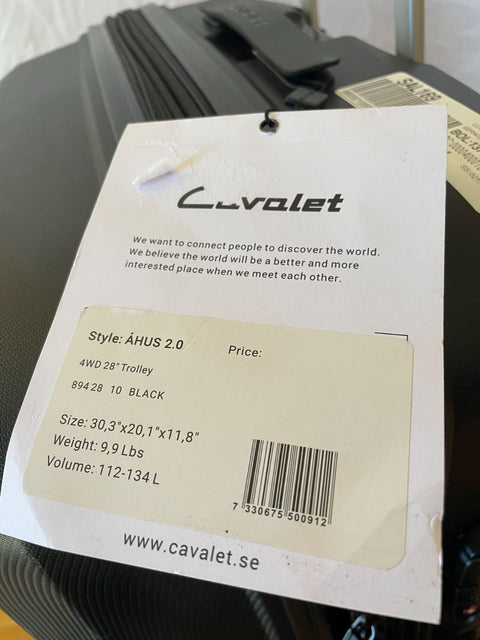 SAL169
Cavalet
We want to connect people to discover the world.
We believe the world will be a better and more
interested place when we meet each other.
Style: ÅHUS 2.0
Price:
4WD 28" Trolley
894 28 10 BLACK
Size: 30,3"x20,1"x11,8"
Weight: 9,9 Lbs
Volume: 112-134 L
7 330675 500912
www.cavalet.se